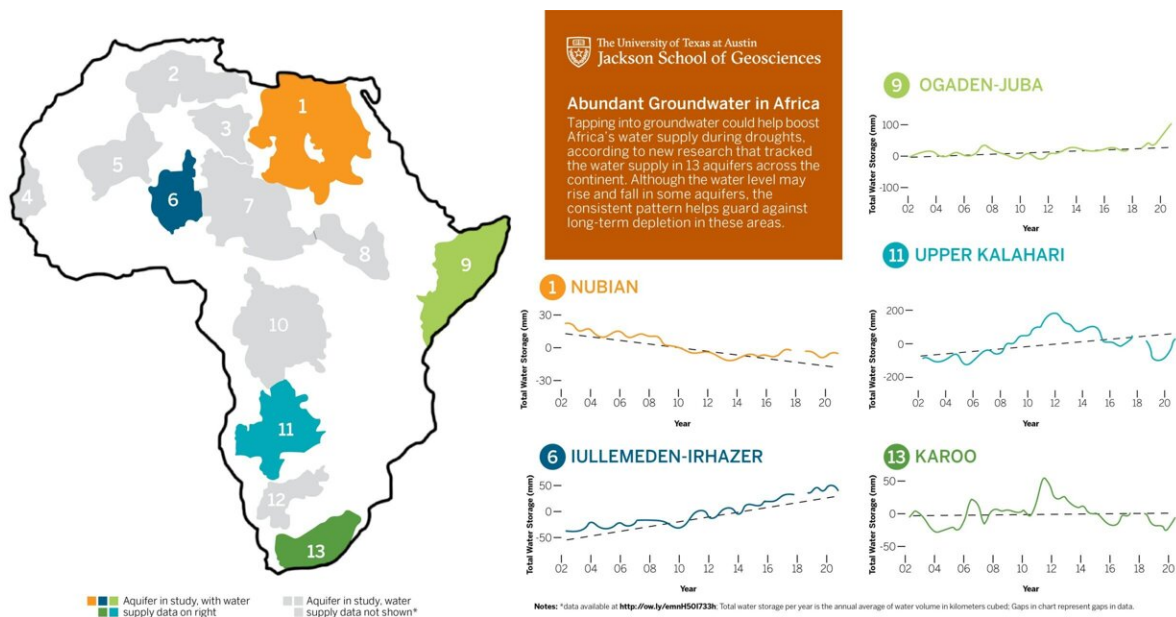 1
2
3
4
5
6
7
8
9
10
11
12
13
Aquifer in study, with water
supply data on right
Aquifer in study, water
supply data not shown*
The University of Texas at Austin
Jackson School of Geosciences
Abundant Groundwater in Africa
Tapping into groundwater could help boost
Africa's water supply during droughts,
according to new research that tracked
the water supply in 13 aquifers across the
continent. Although the water level may
rise and fall in some aquifers, the
consistent pattern helps guard against
long-term depletion in these areas.
1 NUBIAN
Total Water Storage (mm)
30
0
-30
02 04 06 08 10 12 14 16 18 20
Year
6 IULLEMEDEN-IRHAZER
Total Water Storage (mm)
50
0
-50
02 04 06 08 10 12 14 16 18 20
Year
9 OGADEN-JUBA
Total Water Storage (mm)
100
0
-100
02 04 06 08 10 12 14 16 18 20
Year
11 UPPER KALAHARI
Total Water Storage (mm)
200
0
-200
02 04 06 08 10 12 14 16 18 20
Year
13 KAROO
Total Water Storage (mm)
50
0
-50
02 04 06 08 10 12 14 16 18 20
Year
Notes: *data available at http://ow.ly/emnH50I733h; Total water storage per year is the annual average of water volume in kilometers cubed; Gaps in chart represent gaps in data.